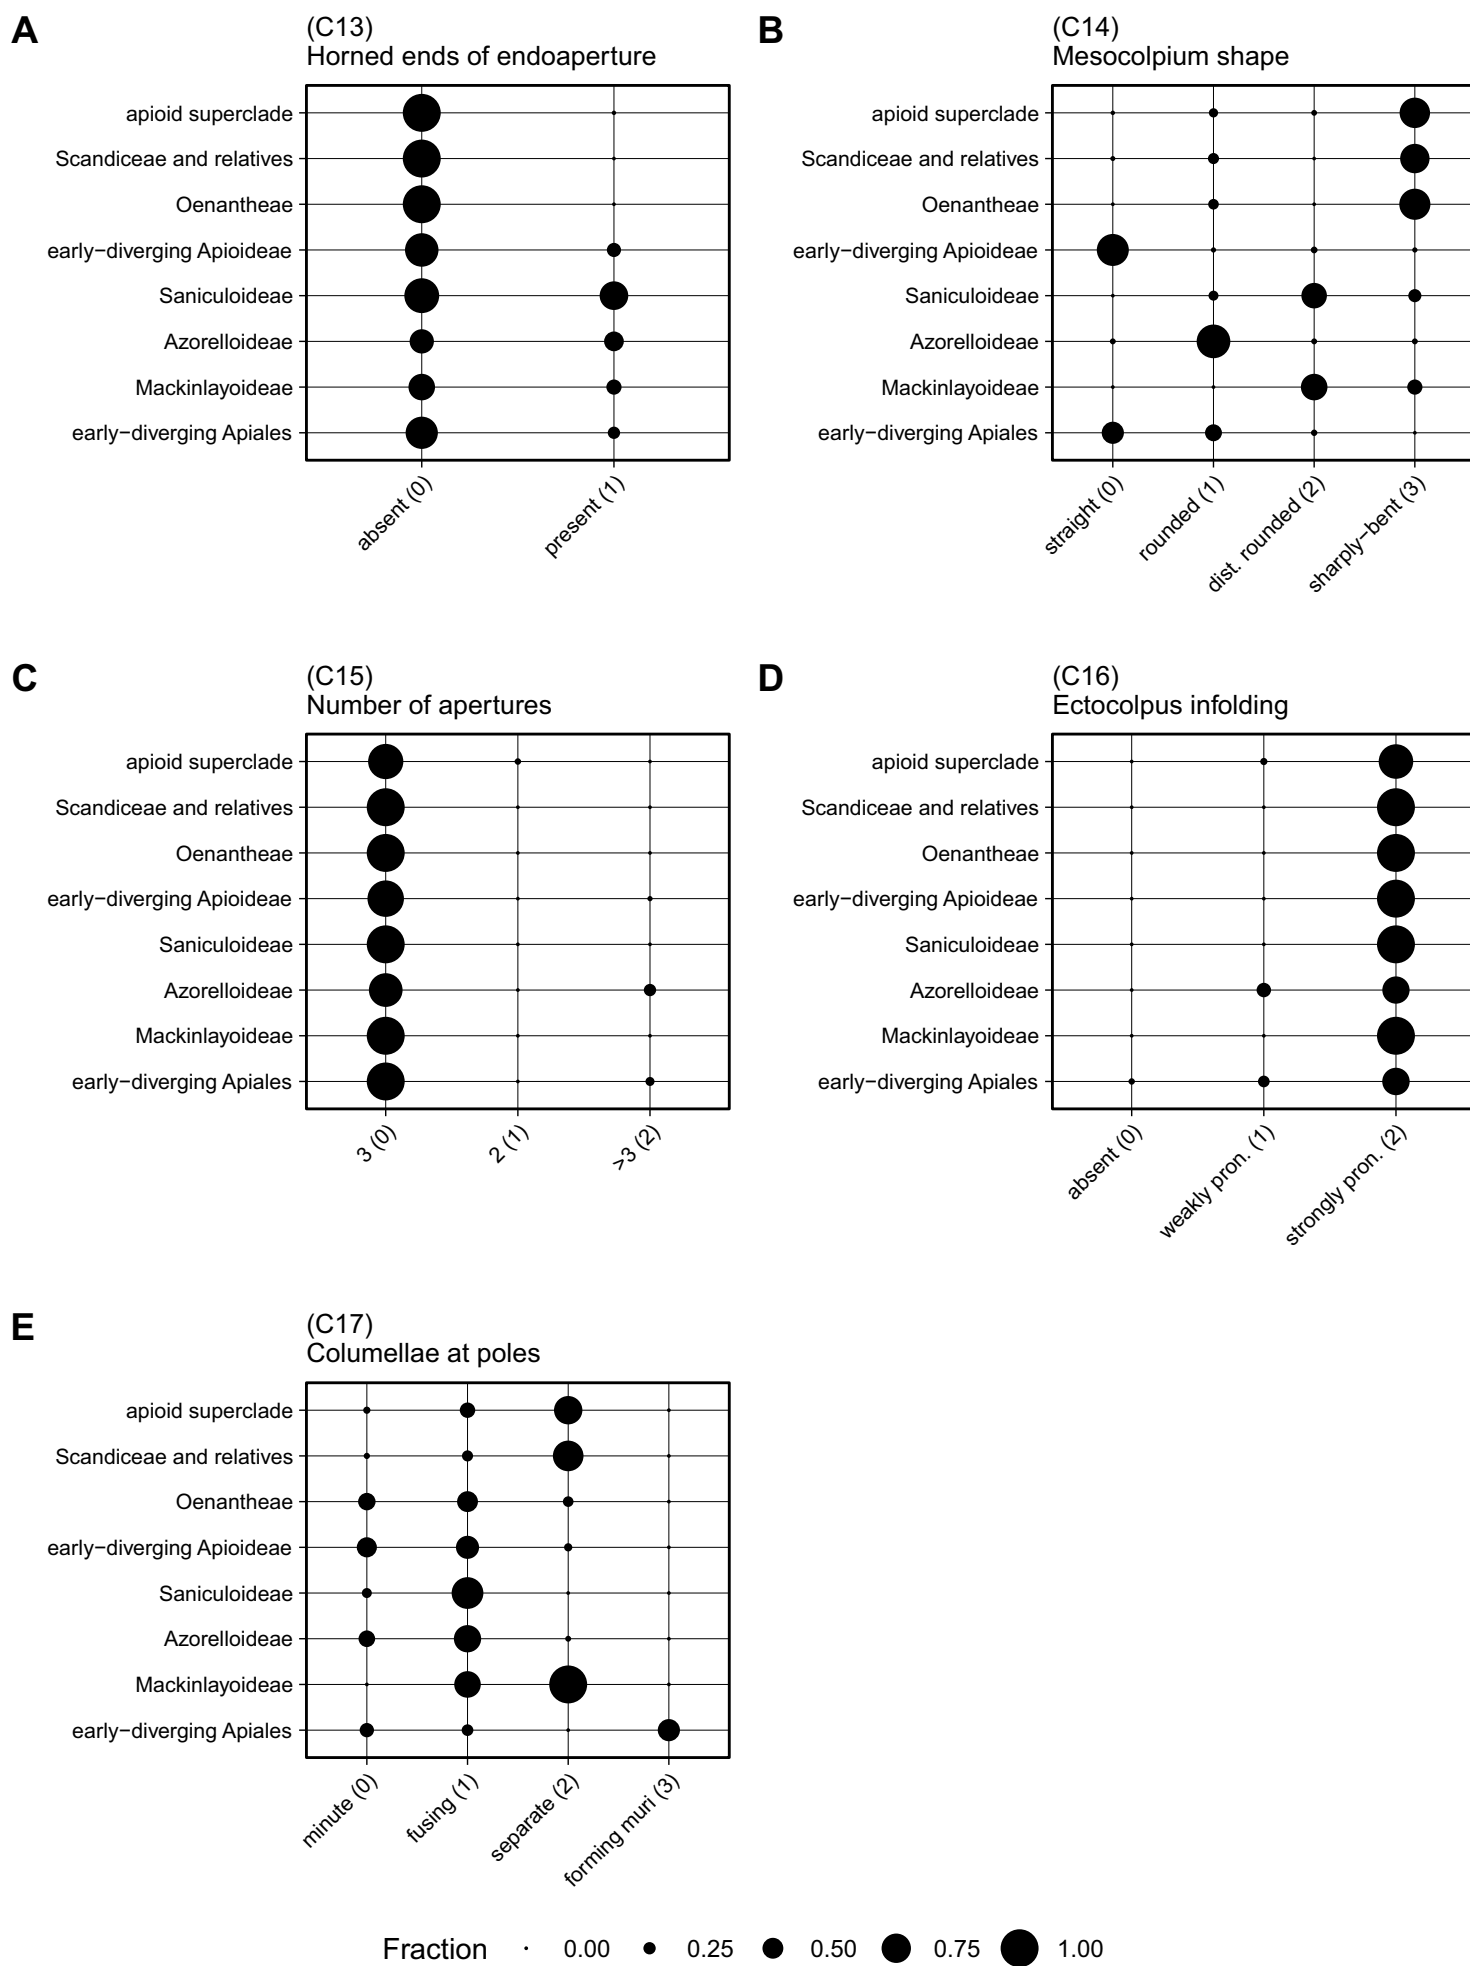 A
(C13)
Horned ends of endoaperture
apioid superclade
Scandiceae and relatives
Oenantheae
early−diverging Apioideae
Saniculoideae
Azorelloideae
Mackinlayoideae
early−diverging Apiales
absent (0)
present (1)
B
(C14)
Mesocolpium shape
apioid superclade
Scandiceae and relatives
Oenantheae
early−diverging Apioideae
Saniculoideae
Azorelloideae
Mackinlayoideae
early−diverging Apiales
straight (0)
rounded (1)
dist. rounded (2)
sharply−bent (3)
C
(C15)
Number of apertures
apioid superclade
Scandiceae and relatives
Oenantheae
early−diverging Apioideae
Saniculoideae
Azorelloideae
Mackinlayoideae
early−diverging Apiales
3 (0)
2 (1)
>3 (2)
D
(C16)
Ectocolpus infolding
apioid superclade
Scandiceae and relatives
Oenantheae
early−diverging Apioideae
Saniculoideae
Azorelloideae
Mackinlayoideae
early−diverging Apiales
absent (0)
weakly pron. (1)
strongly pron. (2)
E
(C17)
Columellae at poles
apioid superclade
Scandiceae and relatives
Oenantheae
early−diverging Apioideae
Saniculoideae
Azorelloideae
Mackinlayoideae
early−diverging Apiales
minute (0)
fusing (1)
separate (2)
forming muri (3)
Fraction 0.00 0.25 0.50 0.75 1.00